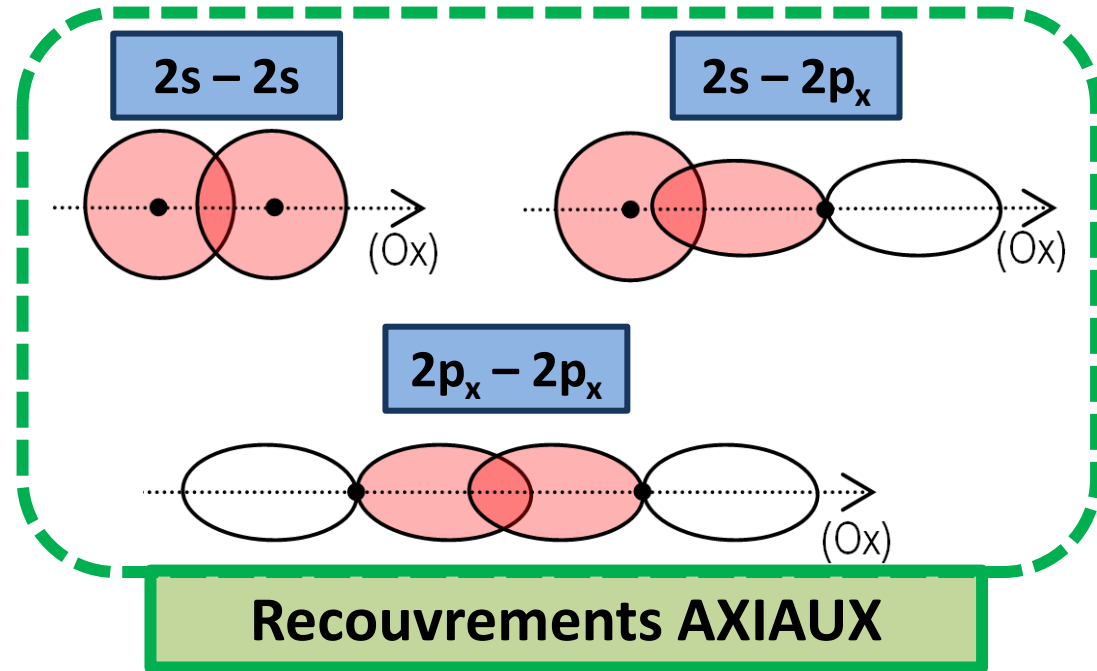 2s – 2s
2s – 2pₓ
(Ox)
(Ox)
2pₓ – 2pₓ
(Ox)
Recouvrements AXIAUX